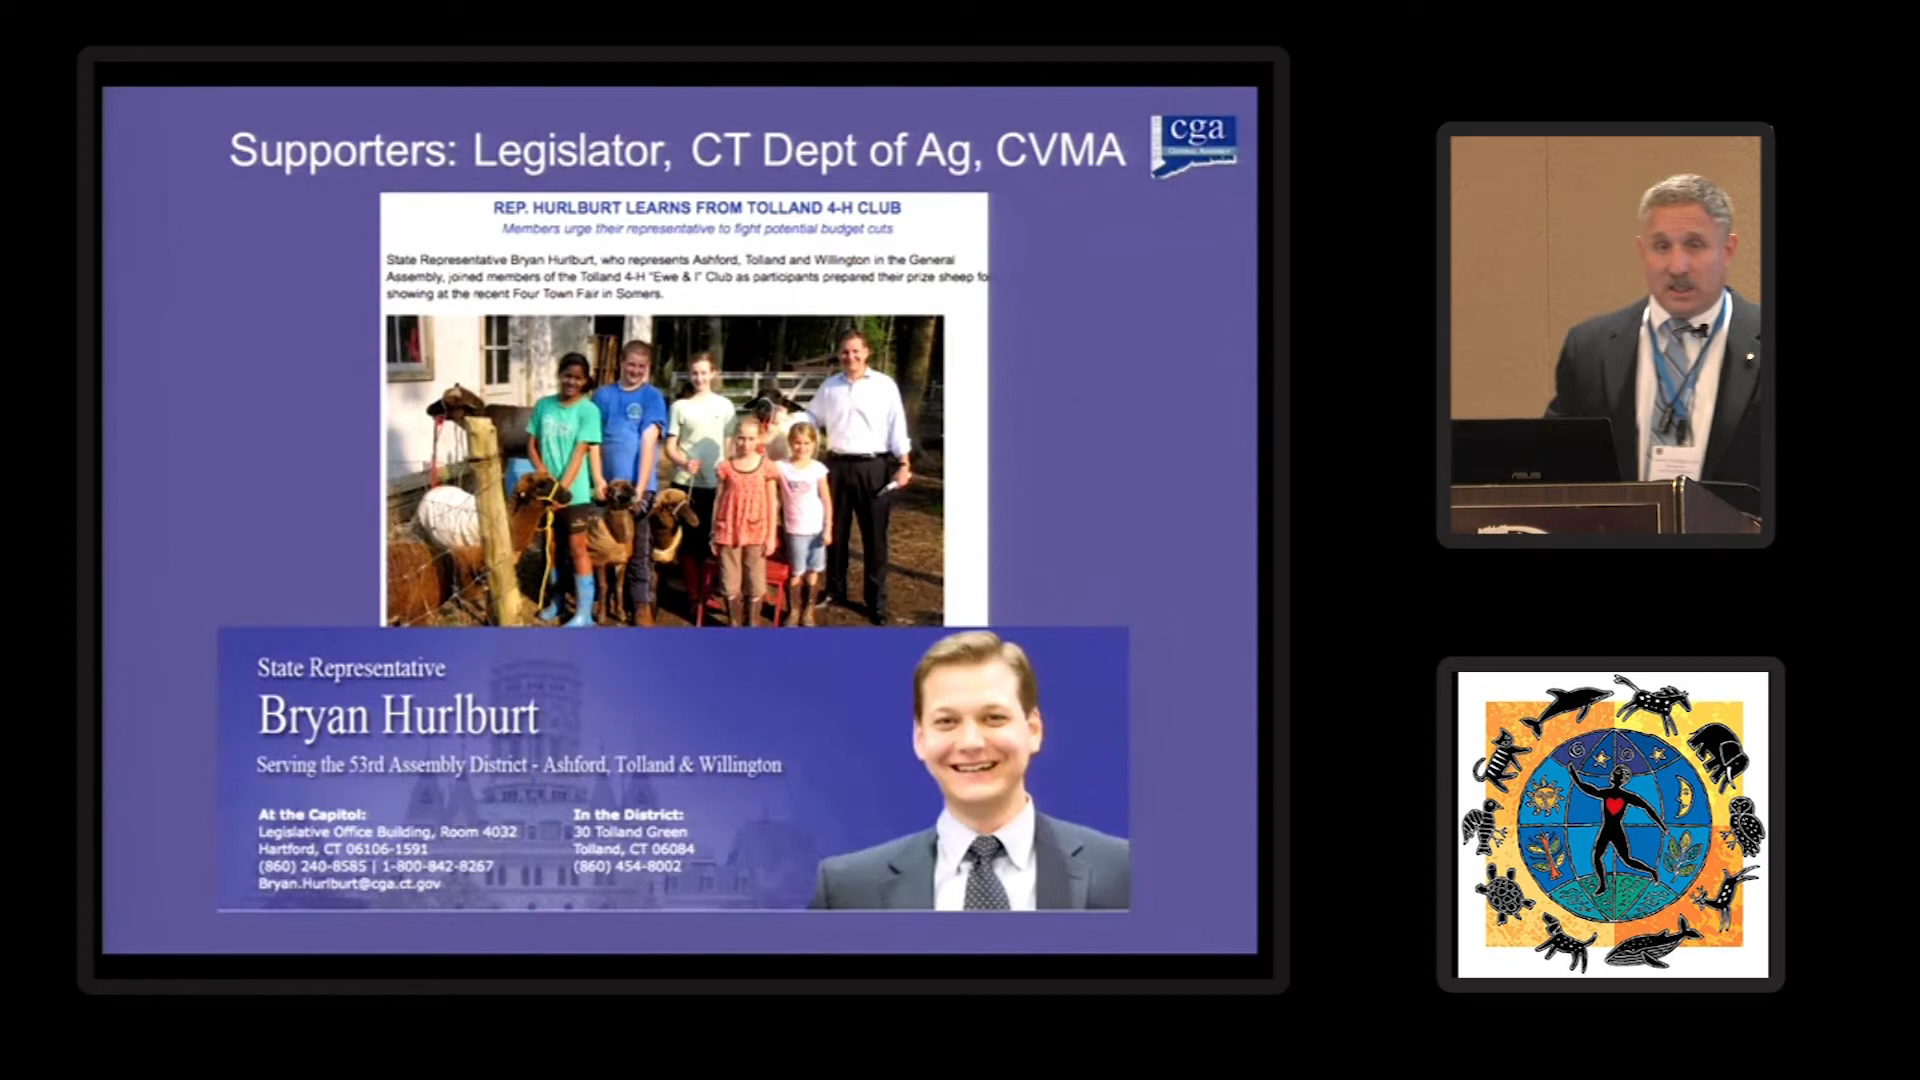 Supporters: Legislator, CT Dept of Ag, CVMA
cga
REP. HURLBURT LEARNS FROM TOLLAND 4-H CLUB
Members urge their representative to fight potential budget cuts
State Representative Bryan Hurlburt, who represents Ashford, Tolland and Willington in the General
Assembly, joined members of the Tolland 4-H "Ewe & I" Club as participants prepared their prize sheep fo
showing at the recent Four Town Fair in Somers.
State Representative
Bryan Hurlburt
Serving the 53rd Assembly District - Ashford, Tolland & Willington
At the Capitol:
Legislative Office Building, Room 4032
Hartford, CT 06106-1591
(860) 240-8585 | 1-800-842-8267
Bryan.Hurlburt@cga.ct.gov
In the District:
30 Tolland Green
Tolland, CT 06084
(860) 454-8002
ASUS